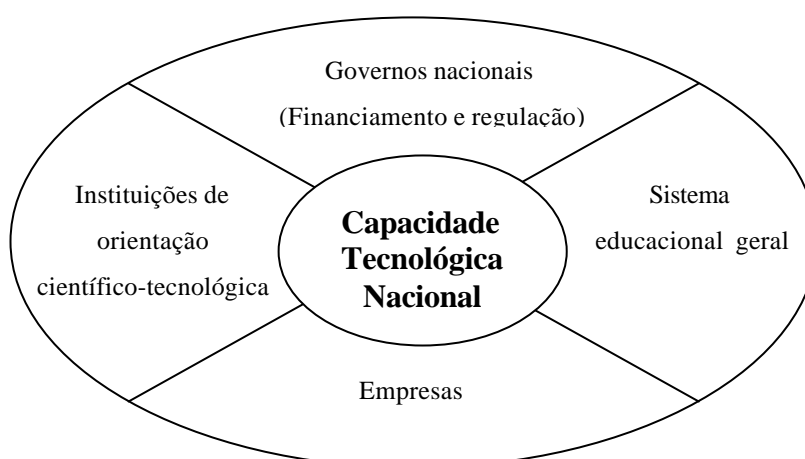 Governos nacionais
(Financiamento e regulação)
Instituições de
orientação
científico-tecnológica
Capacidade
Tecnológica
Nacional
Sistema
educacional geral
Empresas